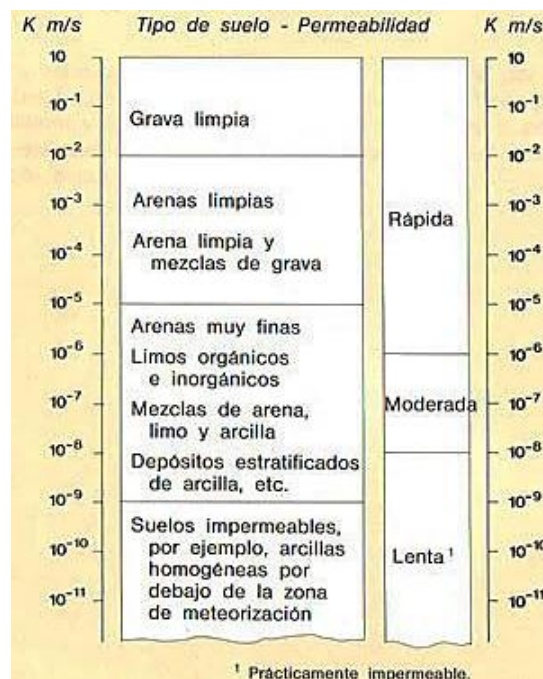 K m/s Tipo de suelo - Permeabilidad K m/s
10 10
10⁻¹ 10⁻¹
Grava limpia
10⁻² 10⁻²
10⁻³ Arenas limpias 10⁻³
Rápida
Arena limpia y
10⁻⁴ 10⁻⁴
mezclas de grava
10⁻⁵ 10⁻⁵
Arenas muy finas
10⁻⁶ Limos orgánicos 10⁻⁶
e inorgánicos
10⁻⁷ Mezclas de arena, Moderada 10⁻⁷
limo y arcilla
10⁻⁸ 10⁻⁸
Depósitos estratificados
de arcilla, etc.
10⁻⁹ 10⁻⁹
Suelos impermeables,
10⁻¹⁰ por ejemplo, arcillas Lenta ¹ 10⁻¹⁰
homogéneas por
debajo de la zona
10⁻¹¹ 10⁻¹¹
de meteorización
¹ Prácticamente impermeable.